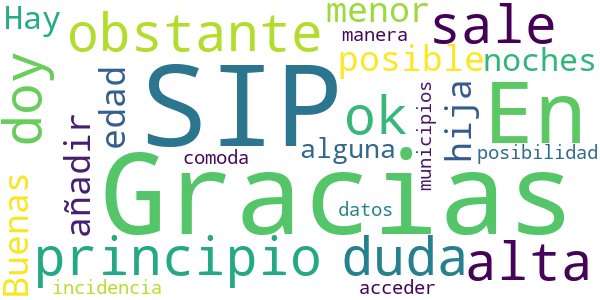 Hay
obstante
menor
sale
manera
posible
noches
doy
edad
SIP
ok
En
añadir
alguna
hija
municipios
comoda
posibilidad
Gracias
Buenas
datos
principio
duda
alta
incidencia
acceder